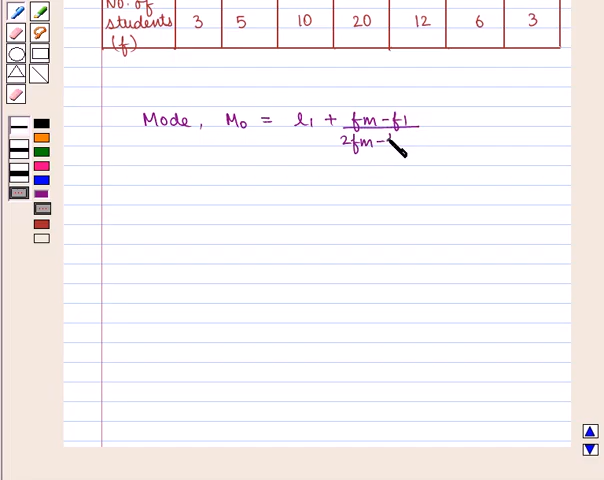 No. of
students 3 5 10 20 12 6 3
(f)
Mode, M0 = l1 + fm - f1
2fm -